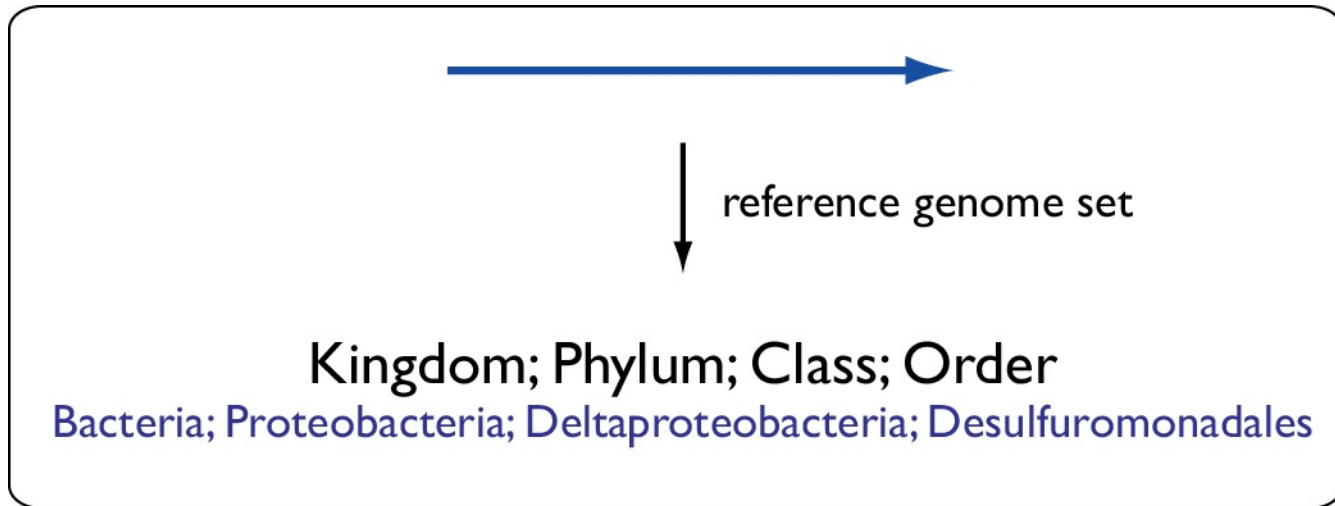 reference genome set
Kingdom; Phylum; Class; Order
Bacteria; Proteobacteria; Deltaproteobacteria; Desulfuromonadales